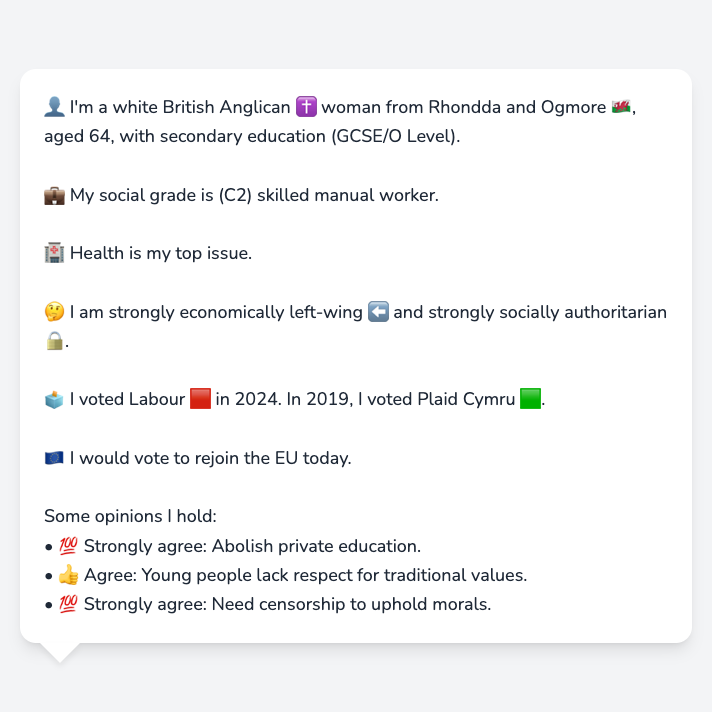 👤 I'm a white British Anglican ✝️ woman from Rhondda and Ogmore 🏴󠁧󠁢󠁷󠁬󠁳󠁿,
aged 64, with secondary education (GCSE/O Level).
💼 My social grade is (C2) skilled manual worker.
🏥 Health is my top issue.
🤔 I am strongly economically left-wing ⬅️ and strongly socially authoritarian
🔒.
🗳️ I voted Labour 🟥 in 2024. In 2019, I voted Plaid Cymru 🟩.
🇪🇺 I would vote to rejoin the EU today.
Some opinions I hold:
• 💯 Strongly agree: Abolish private education.
• 👍 Agree: Young people lack respect for traditional values.
• 💯 Strongly agree: Need censorship to uphold morals.